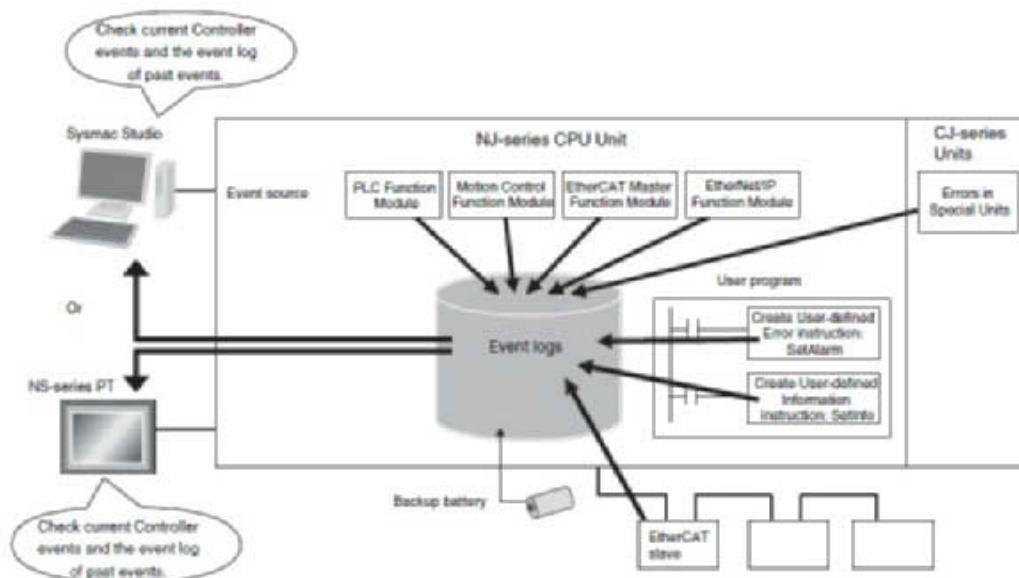 Check current Controller
events and the event log
of past events.
Sysmac Studio
NJ-series CPU Unit
CJ-series
Units
Event source
PLC Function
Module
Motion Control
Function Module
EtherCAT Master
Function Module
EtherNet/IP
Function Module
Errors in
Special Units
User program
Or
Event logs
Create User-defined
Error instruction:
SetAlarm
Create User-defined
Information
instruction: SetInfo
NS-series PT
Backup battery
EtherCAT
slave
Check current Controller
events and the event log
of past events.